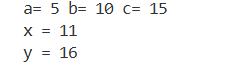 a= 5 b= 10 c= 15
x = 11
y = 16